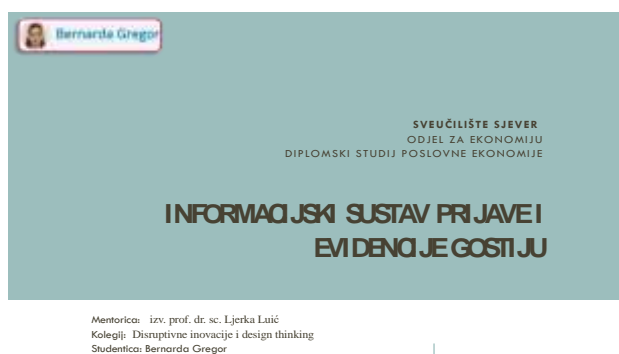 Bernarda Gregor
SVEUČILIŠTE SJEVER
ODJEL ZA EKONOMIJU
DIPLOMSKI STUDIJ POSLOVNE EKONOMIJE
INFORMACIJSKI SUSTAV PRIJAVE I
EVIDENCIJE GOSTIJU
Mentorica: izv. prof. dr. sc. Ljerka Luić
Kolegij: Disruptivne inovacije i design thinking
Studentica: Bernarda Gregor